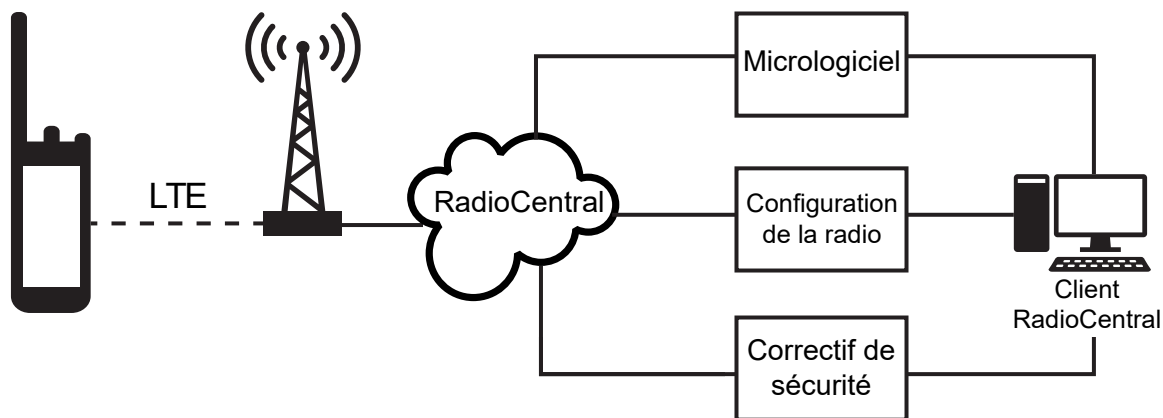 Micrologiciel
LTE
RadioCentral
Configuration
de la radio
Client
RadioCentral
Correctif de
sécurité